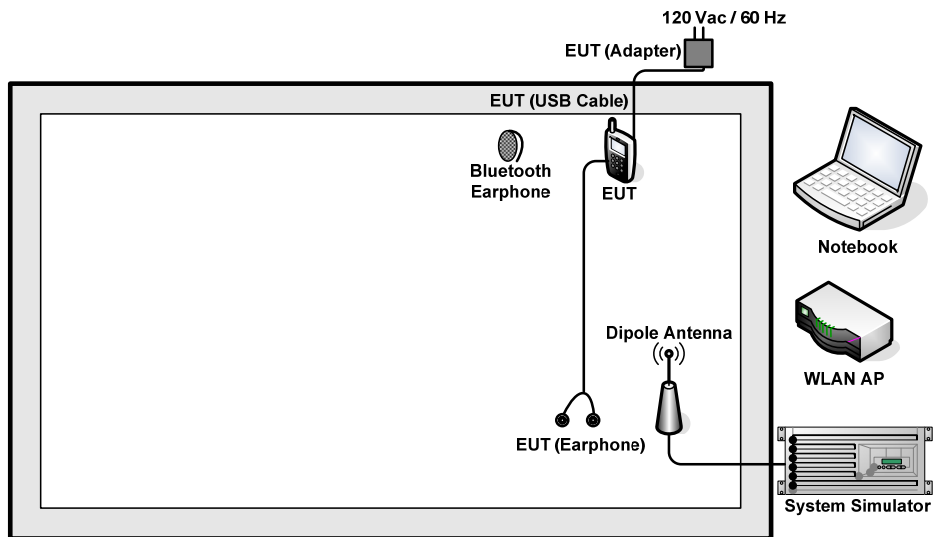 120 Vac / 60 Hz
EUT (Adapter)
EUT (USB Cable)
Bluetooth
Earphone
EUT
Notebook
Dipole Antenna
WLAN AP
EUT (Earphone)
System Simulator